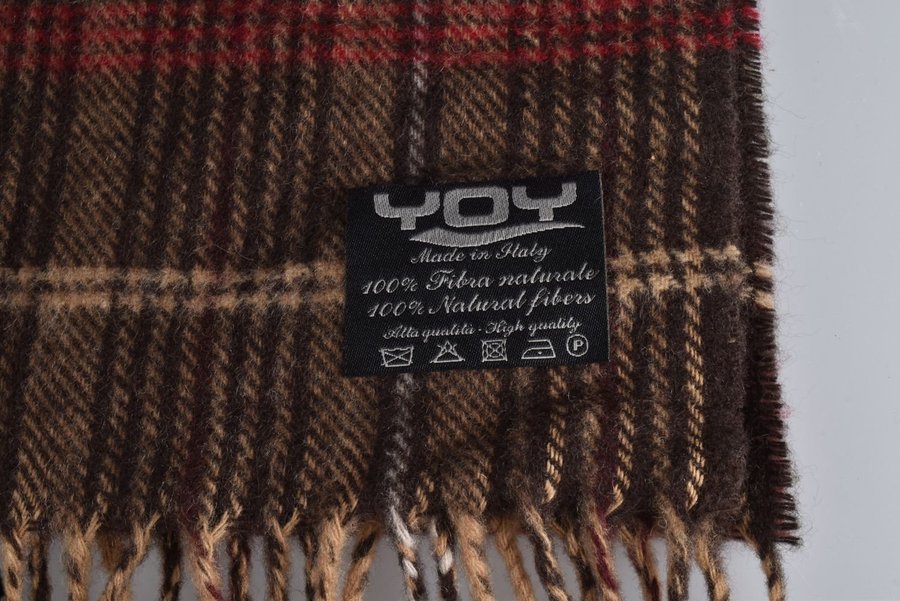 YOY
Made in Italy
100% Fibra naturale
100% Natural fibers
Alta qualità - High quality
P